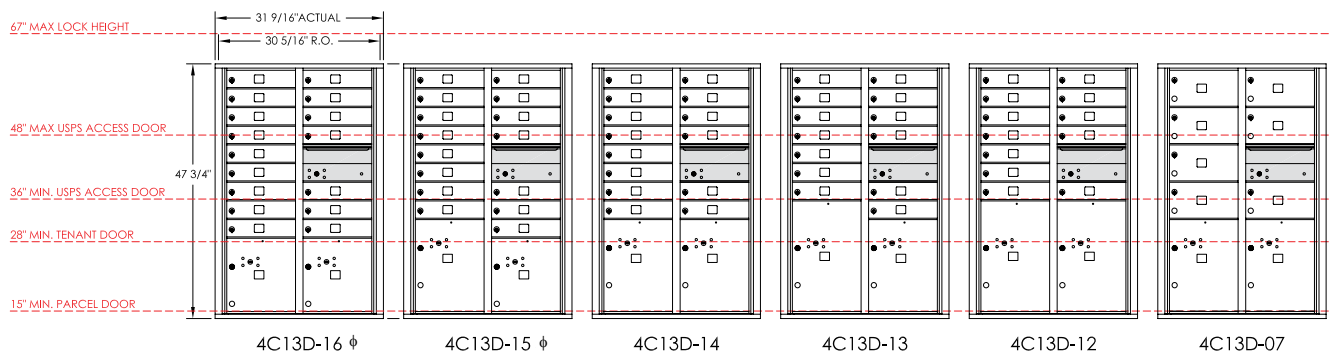 31 9/16"ACTUAL
67" MAX LOCK HEIGHT
30 5/16" R.O.
48" MAX USPS ACCESS DOOR
47 3/4"
36" MIN. USPS ACCESS DOOR
28" MIN. TENANT DOOR
15" MIN. PARCEL DOOR
4C13D-16 ϕ
4C13D-15 ϕ
4C13D-14
4C13D-13
4C13D-12
4C13D-07